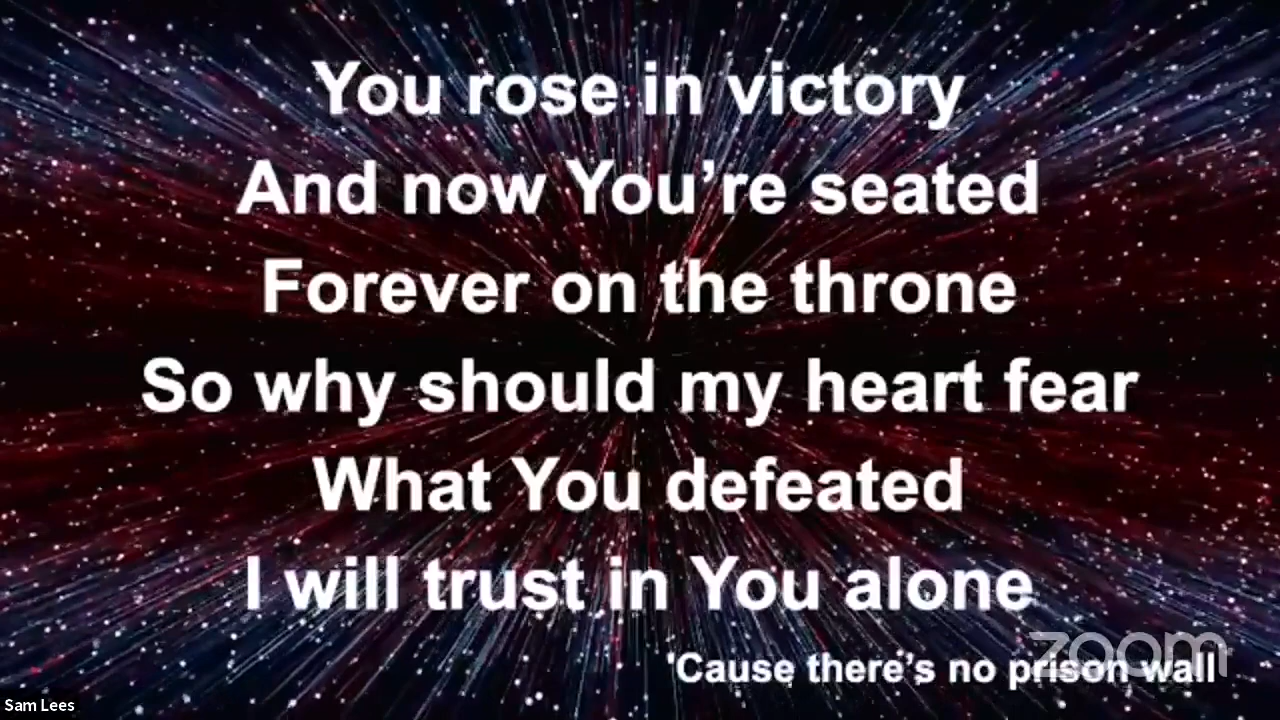 You rose in victory
And now You’re seated
Forever on the throne
So why should my heart fear
What You defeated
I will trust in You alone
'Cause there’s no prison wall
zoom
Sam Lees